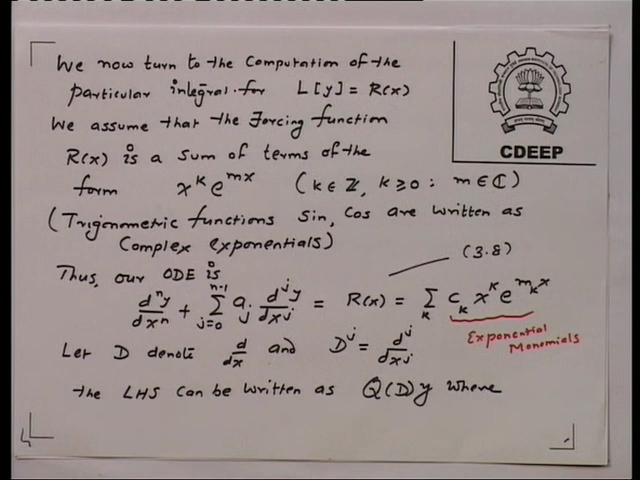 We now turn to the Computation of the
particular integral for L[y] = R(x)
We assume that the Forcing function
R(x) is a sum of terms of the
form x^k e^{mx} (k ∈ ℤ, k ≥ 0 : m ∈ ℂ)
(Trigonometric functions Sin, Cos are written as
Complex exponentials)
Thus, our ODE is (3.8)
d^n y/dx^n + Σ_{j=0}^{n-1} a_j d^j y/dx^j = R(x) = Σ_k c_k x^k e^{m_k x}
Exponential
Monomials
Let D denote d/dx and D^j = d^j/dx^j
The LHS can be written as Q(D)y where
CDEEP